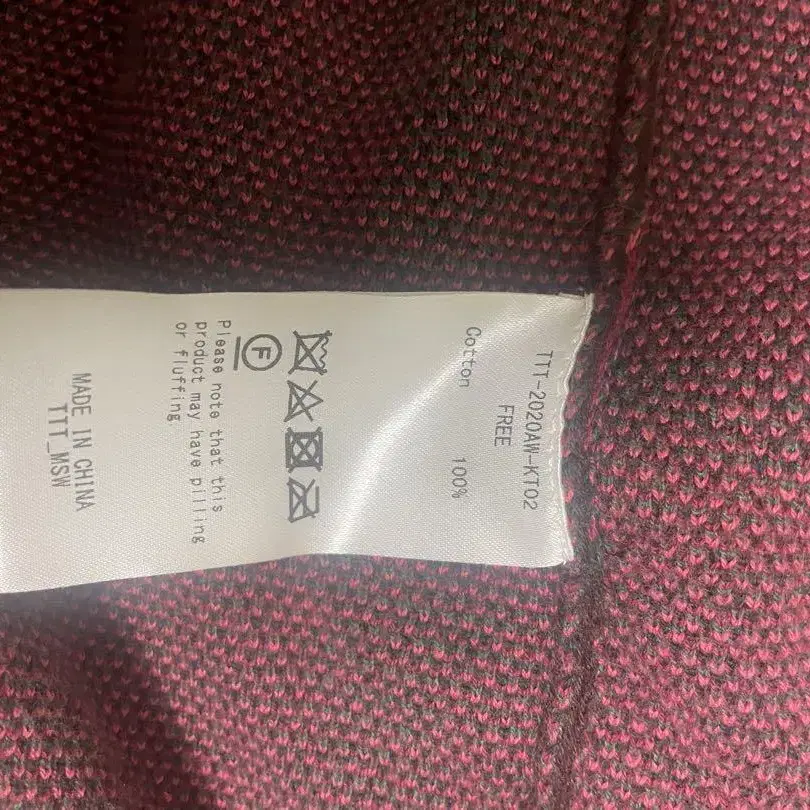 TTT-2020AW-KT02
FREE
Cotton 100%
F
Please note that this
product may have pilling
or fluffing
MADE IN CHINA
TTT_MSW